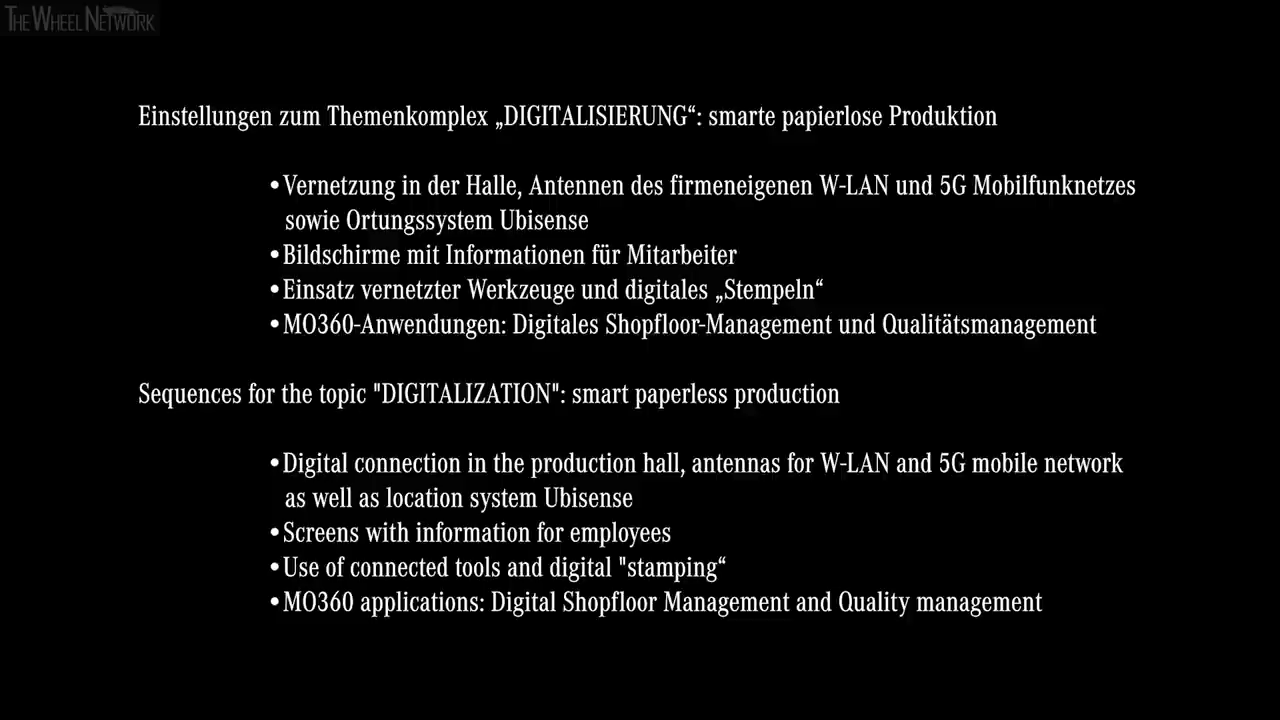 THE WHEEL NETWORK
Einstellungen zum Themenkomplex „DIGITALISIERUNG“: smarte papierlose Produktion
•Vernetzung in der Halle, Antennen des firmeneigenen W-LAN und 5G Mobilfunknetzes
sowie Ortungssystem Ubisense
•Bildschirme mit Informationen für Mitarbeiter
•Einsatz vernetzter Werkzeuge und digitales „Stempeln“
•MO360-Anwendungen: Digitales Shopfloor-Management und Qualitätsmanagement
Sequences for the topic "DIGITALIZATION": smart paperless production
•Digital connection in the production hall, antennas for W-LAN and 5G mobile network
as well as location system Ubisense
•Screens with information for employees
•Use of connected tools and digital "stamping“
•MO360 applications: Digital Shopfloor Management and Quality management